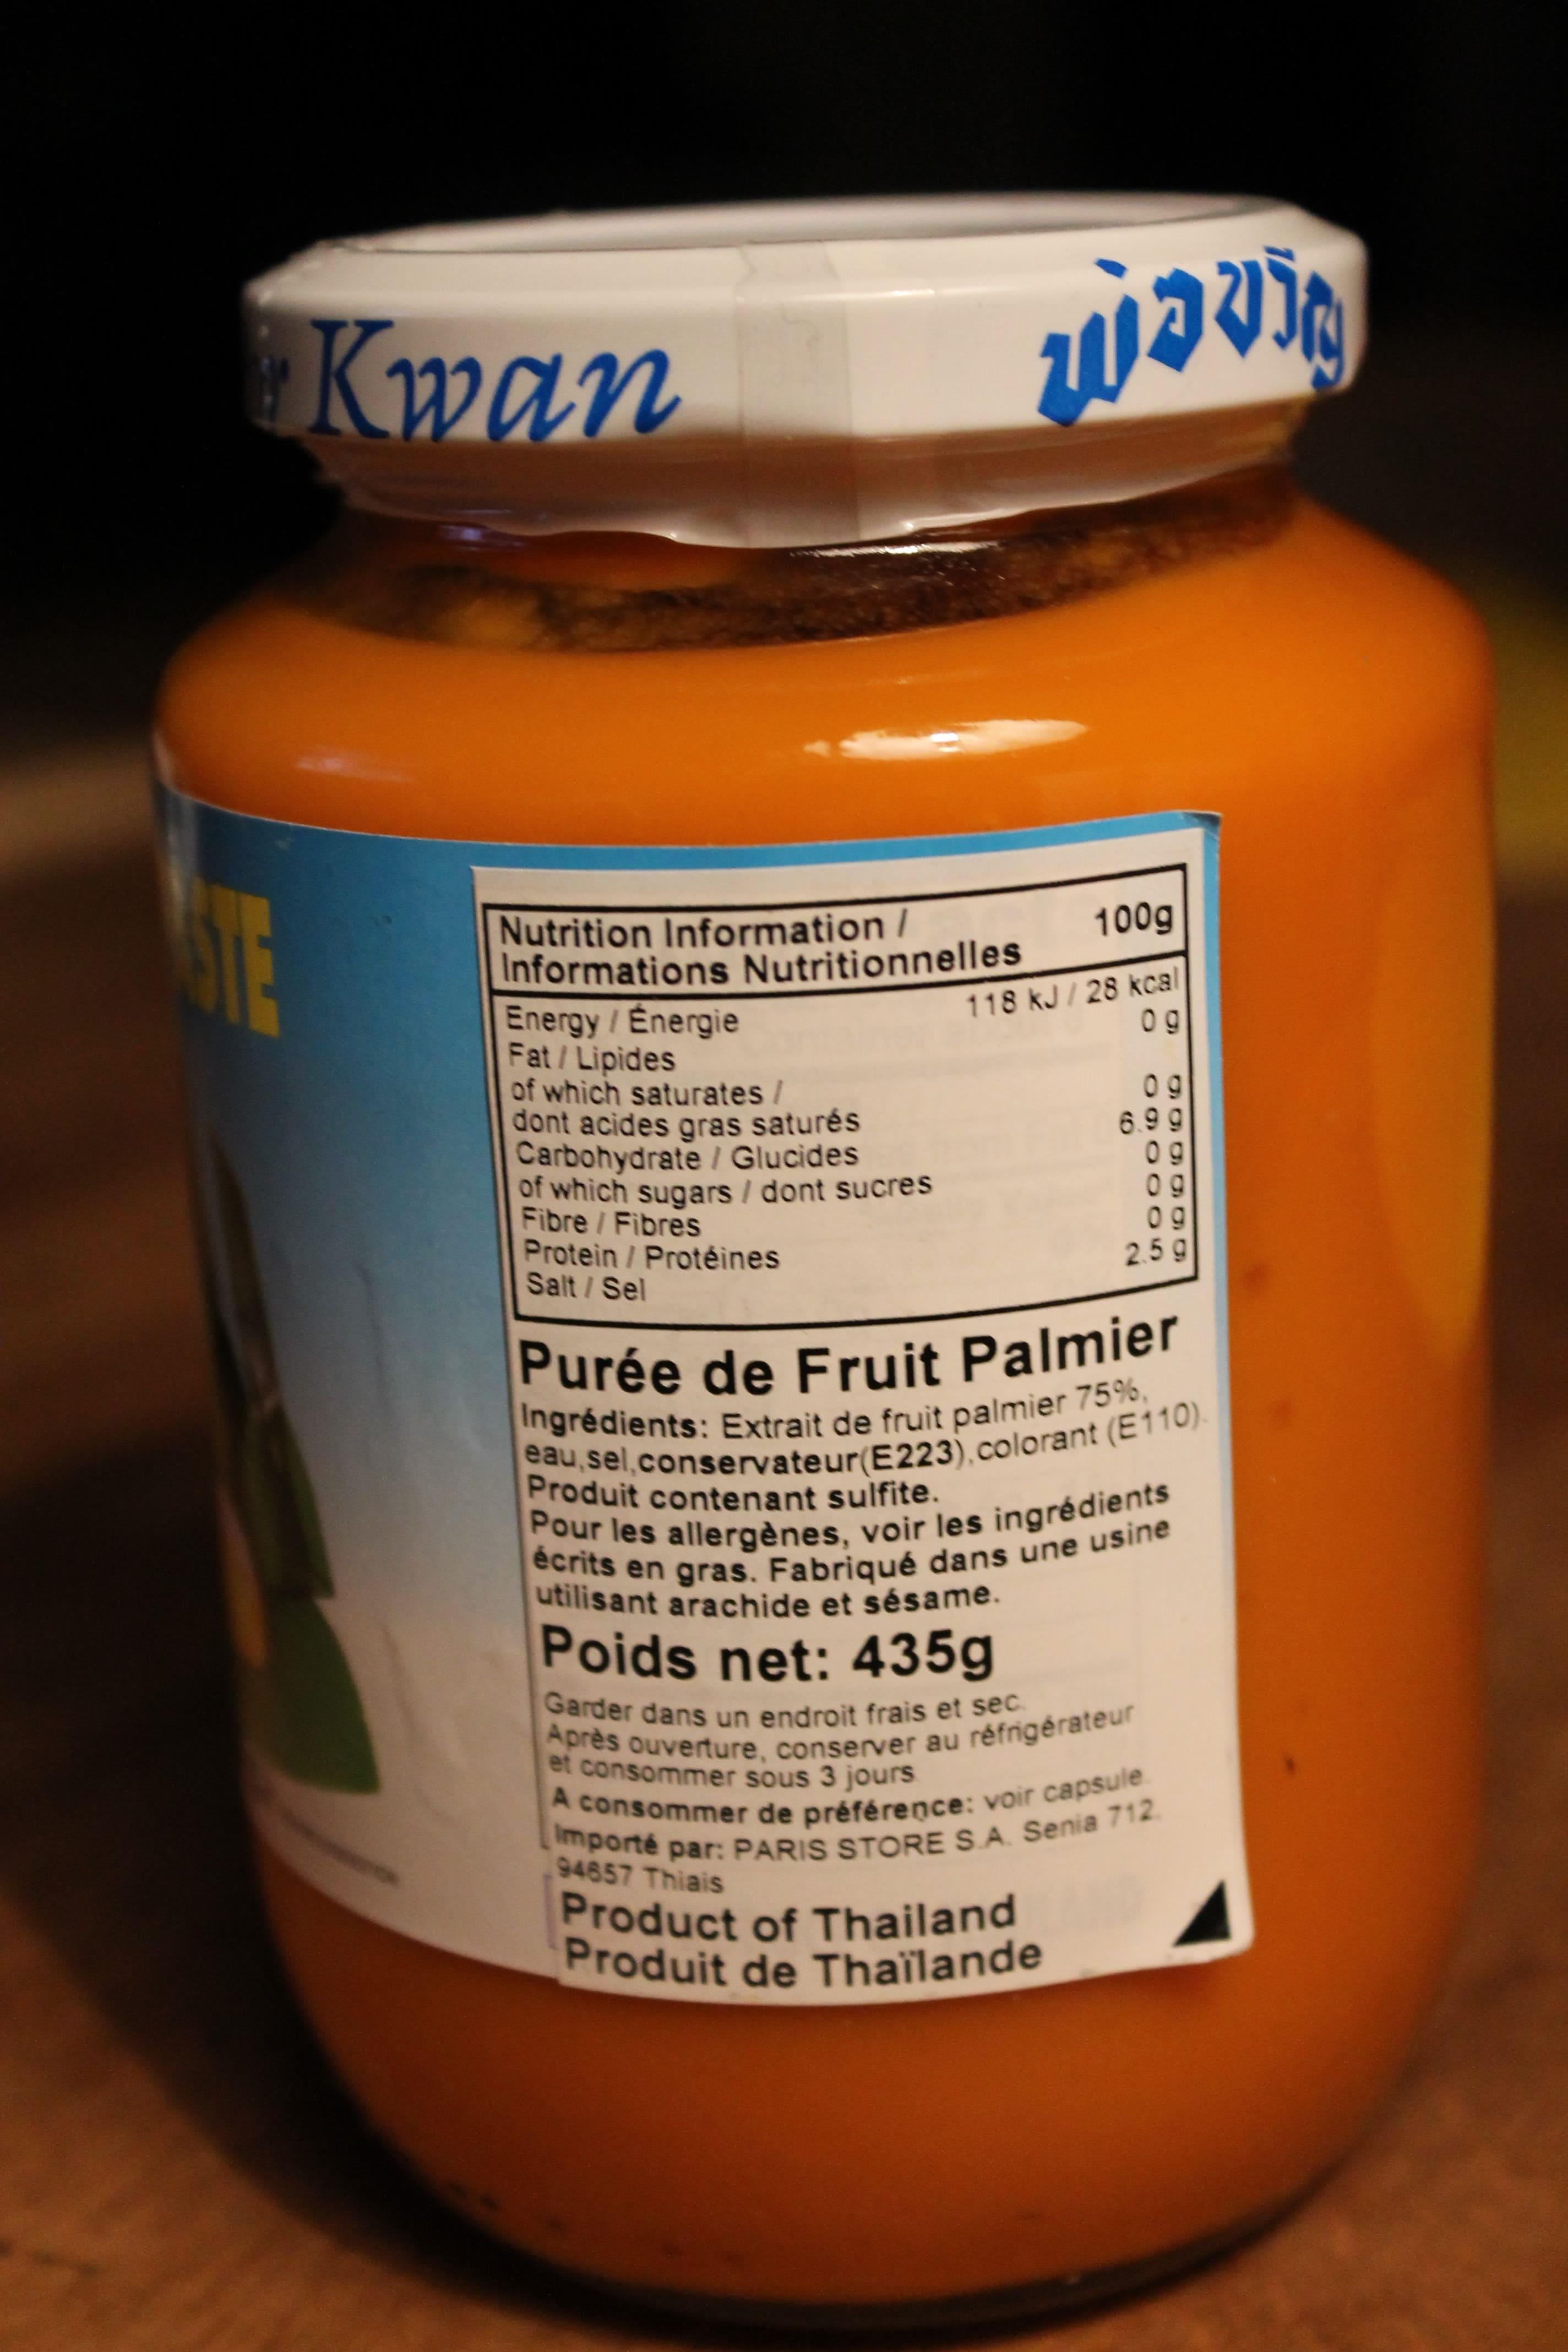 Kwan
พ่อขวัญ
STE
Nutrition Information / 100g
Informations Nutritionnelles
Energy / Énergie 118 kJ / 28 kcal
Fat / Lipides 0 g
of which saturates /
dont acides gras saturés 0 g
Carbohydrate / Glucides 6.9 g
of which sugars / dont sucres 0 g
Fibre / Fibres 0 g
Protein / Protéines 0 g
Salt / Sel 2.5 g
Purée de Fruit Palmier
Ingrédients: Extrait de fruit palmier 75%,
eau,sel,conservateur(E223),colorant (E110).
Produit contenant sulfite.
Pour les allergènes, voir les ingrédients
écrits en gras. Fabriqué dans une usine
utilisant arachide et sésame.
Poids net: 435g
Garder dans un endroit frais et sec.
Après ouverture, conserver au réfrigérateur
et consommer sous 3 jours
A consommer de préférence: voir capsule.
Importé par: PARIS STORE S.A. Senia 712.
94657 Thiais
Product of Thailand
Produit de Thaïlande